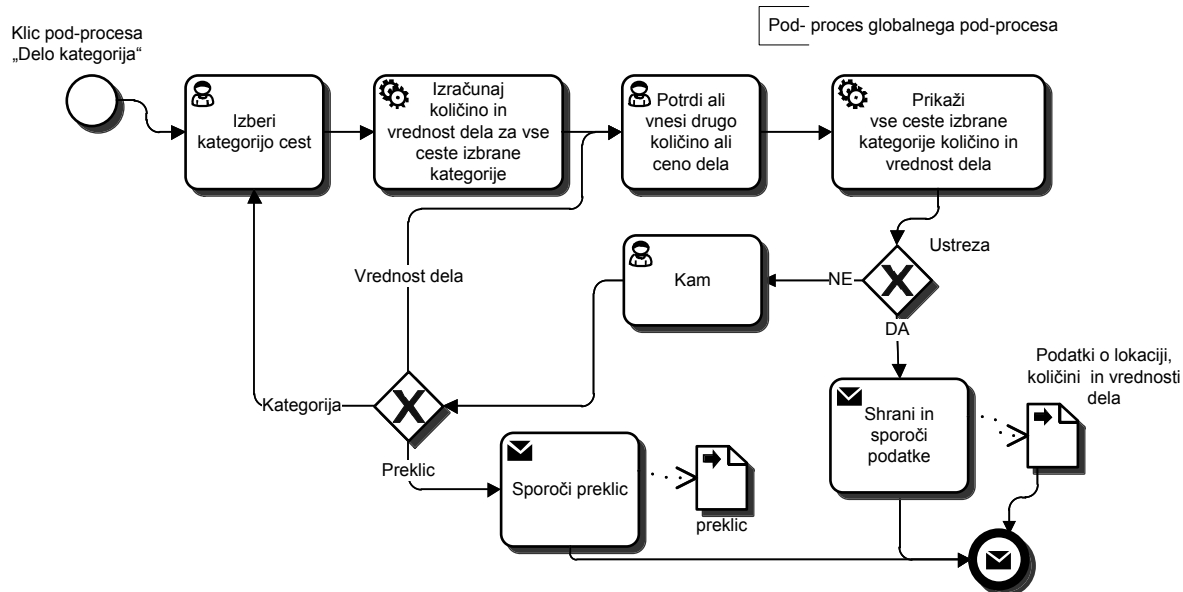 Klic pod-procesa
„Delo kategorija“
Pod- proces globalnega pod-procesa
Izberi
kategorijo cest
Izračunaj
količino in
vrednost dela za vse
ceste izbrane
kategorije
Potrdi ali
vnesi drugo
količino ali
ceno dela
Prikaži
vse ceste izbrane
kategorije količino in
vrednost dela
Ustreza
NE
Kam
Vrednost dela
DA
Kategorija
Preklic
Sporoči preklic
preklic
Shrani in
sporoči
podatke
Podatki o lokaciji,
količini in vrednosti
dela
X
X